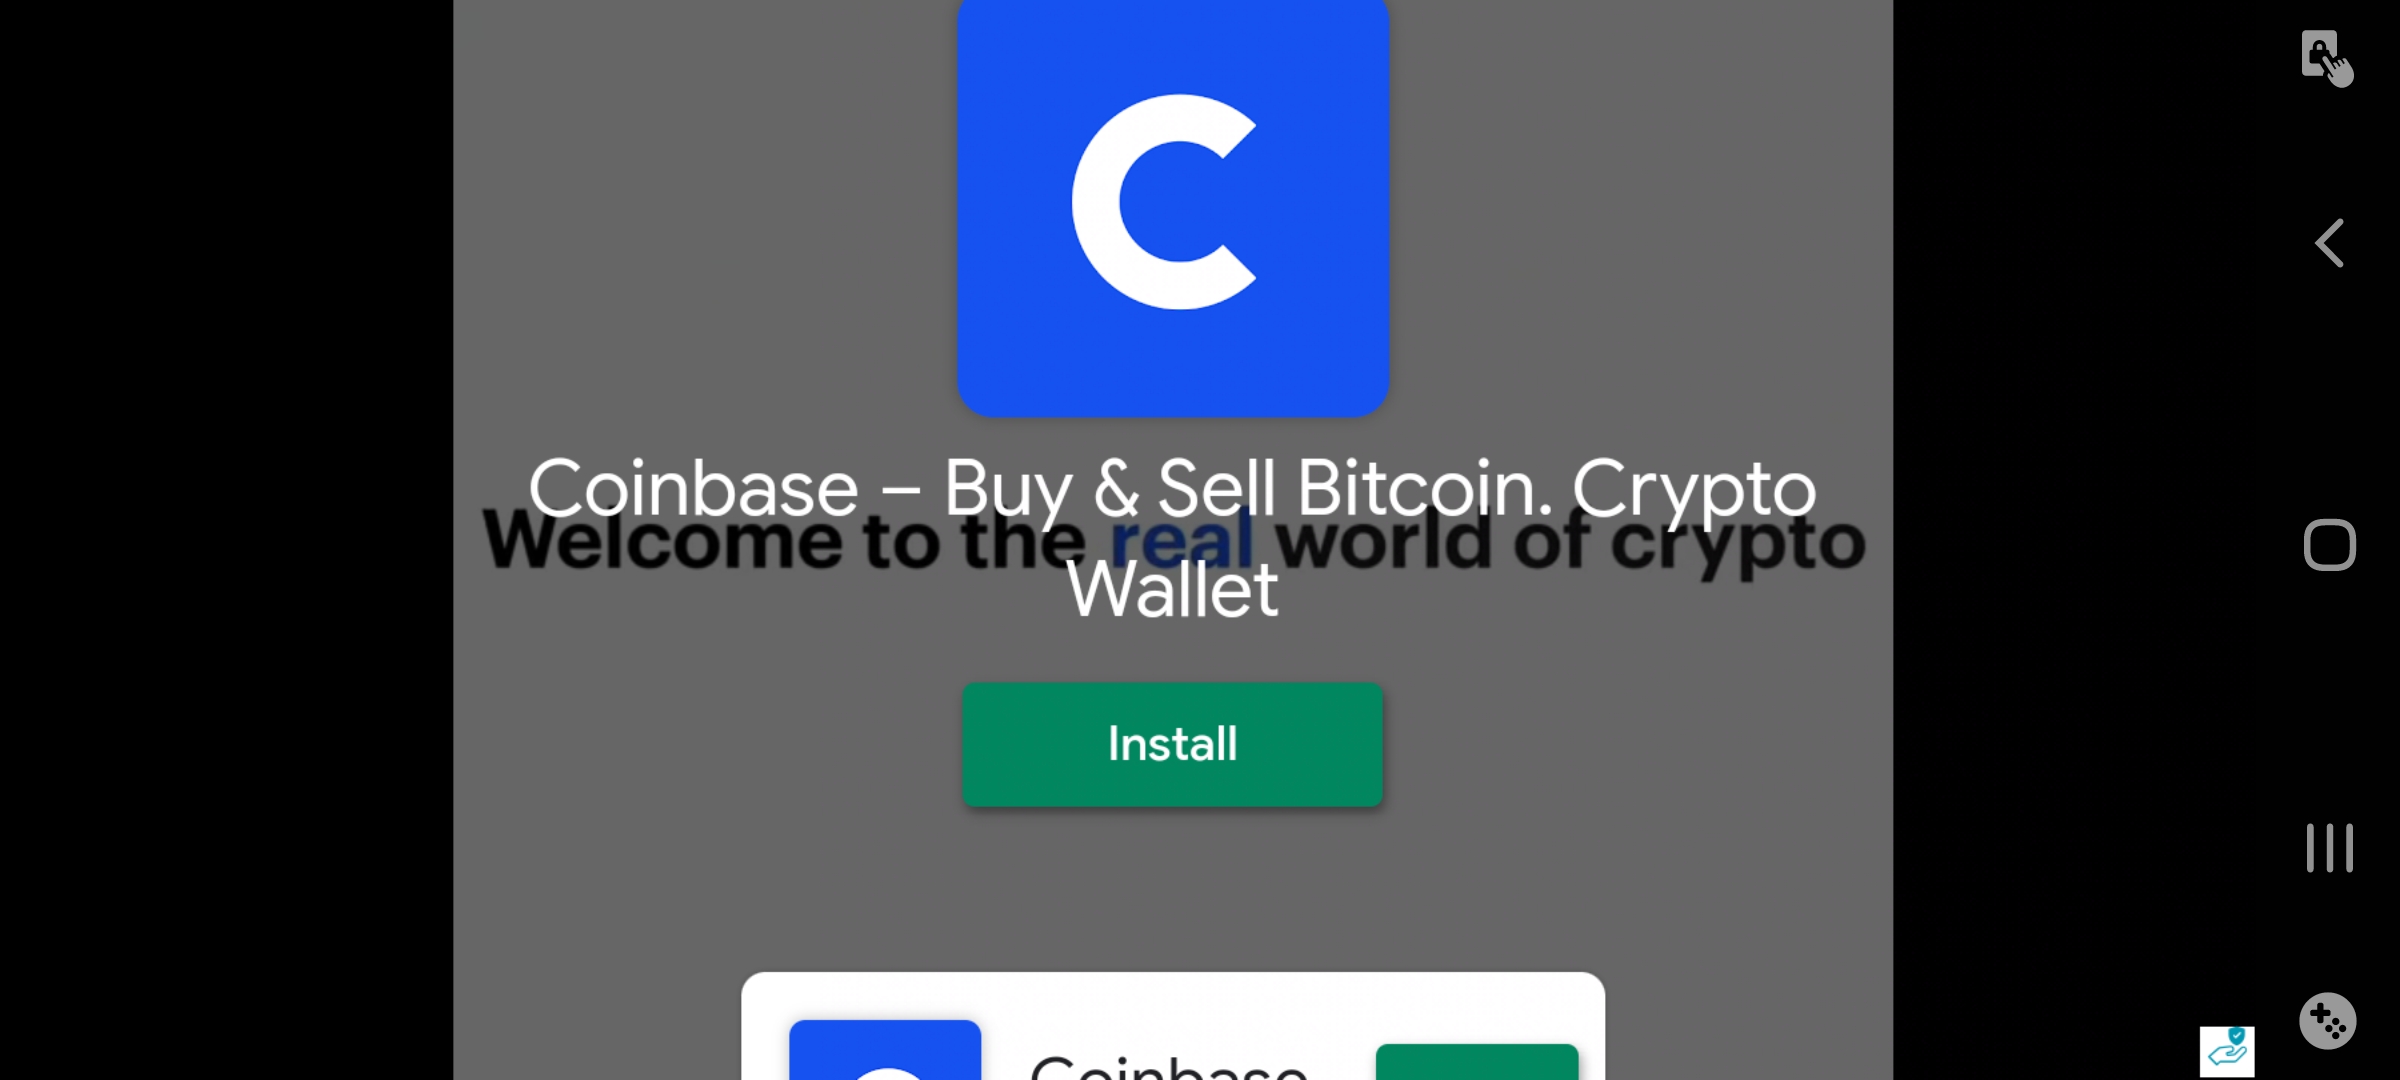 Coinbase – Buy & Sell Bitcoin. Crypto
Welcome to the real world of crypto
Wallet
Install
Coinbase